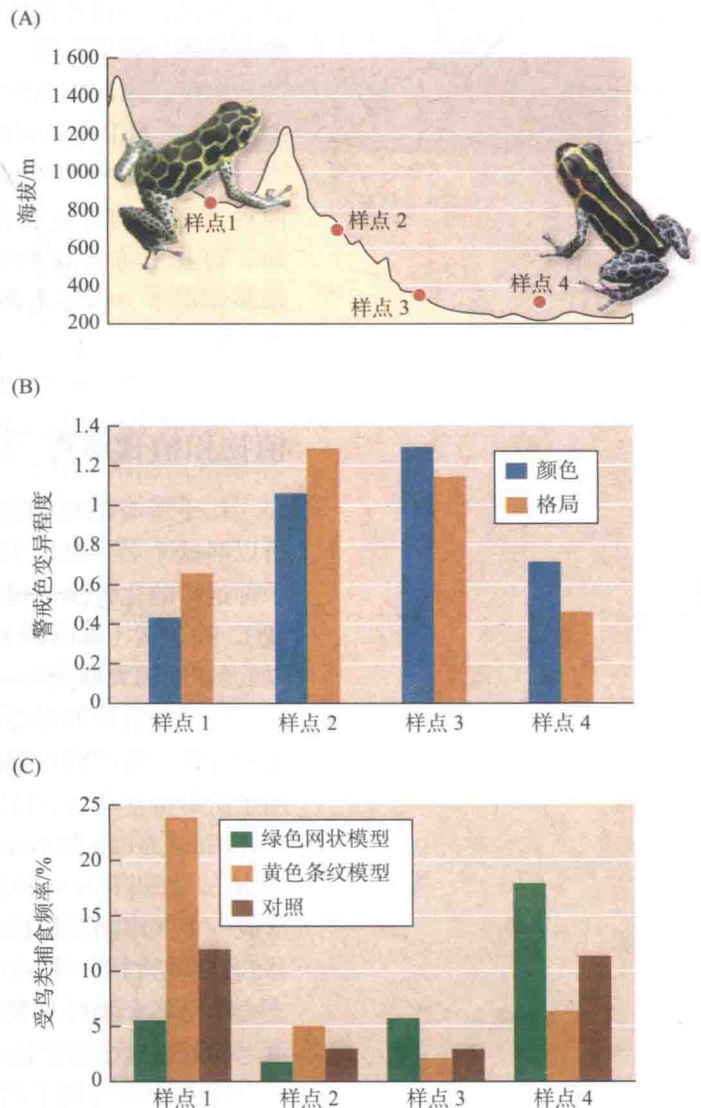 (A)
1 600
1 400
1 200
1 000
800
600
400
200
海拔/m
样点1
样点 2
样点 3
样点 4
(B)
1.4
1.2
1
0.8
0.6
0.4
0.2
0
警戒色变异程度
颜色
格局
样点 1
样点 2
样点 3
样点 4
(C)
25
20
15
10
5
0
受鸟类捕食频率/%
绿色网状模型
黄色条纹模型
对照
样点 1
样点 2
样点 3
样点 4